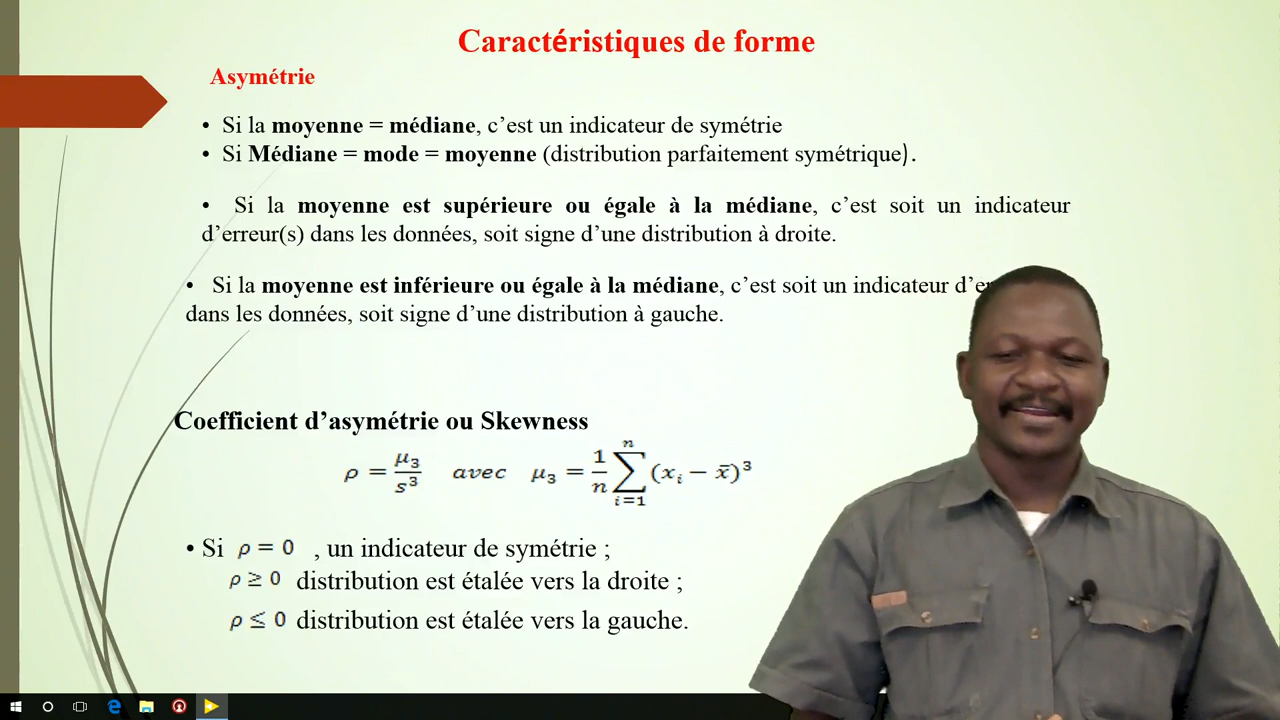 Caractéristiques de forme
Asymétrie
• Si la moyenne = médiane, c’est un indicateur de symétrie
• Si Médiane = mode = moyenne (distribution parfaitement symétrique).
• Si la moyenne est supérieure ou égale à la médiane, c’est soit un indicateur
d’erreur(s) dans les données, soit signe d’une distribution à droite.
• Si la moyenne est inférieure ou égale à la médiane, c’est soit un indicateur
dans les données, soit signe d’une distribution à gauche.
Coefficient d’asymétrie ou Skewness
ρ = μ₃/s³ avec μ₃ = 1/n ∑ⁿᵢ₌₁ (xᵢ − x̄)³
• Si ρ = 0 , un indicateur de symétrie ;
ρ ≥ 0 distribution est étalée vers la droite ;
ρ ≤ 0 distribution est étalée vers la gauche.